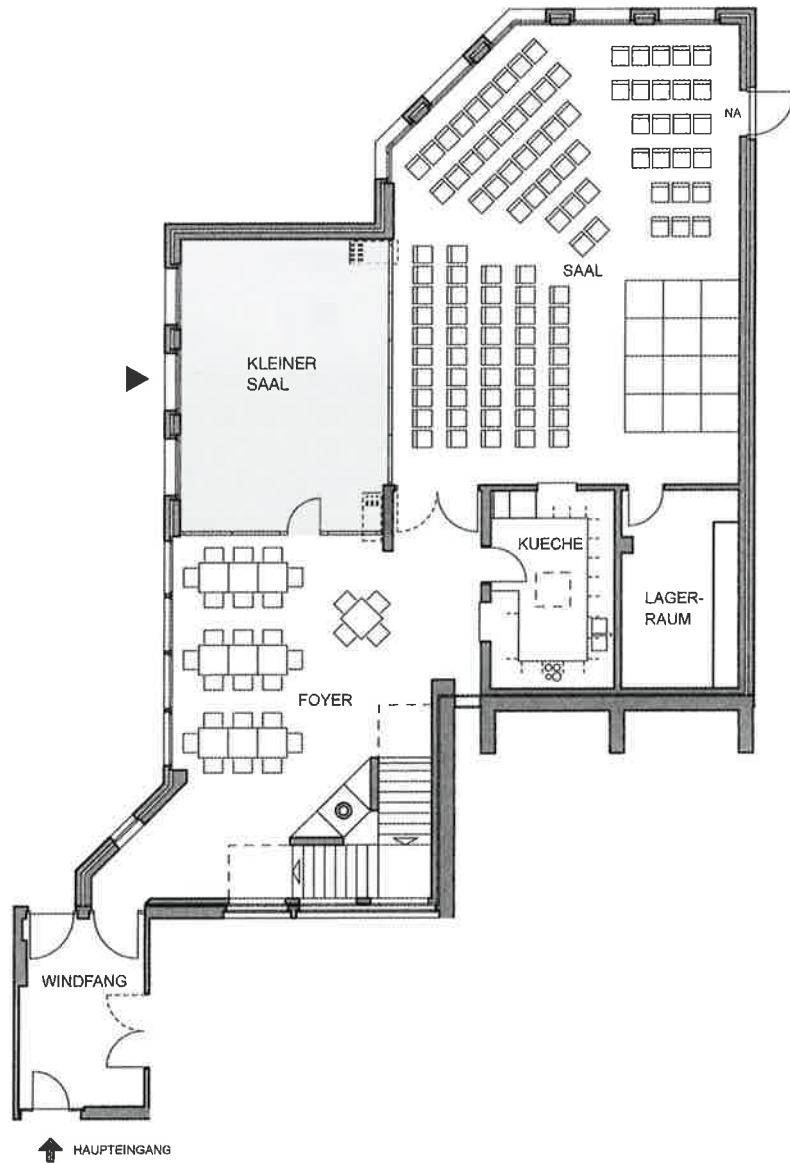 NA
SAAL
KLEINER
SAAL
KUECHE
LAGER-
RAUM
FOYER
WINDFANG
HAUPTEINGANG